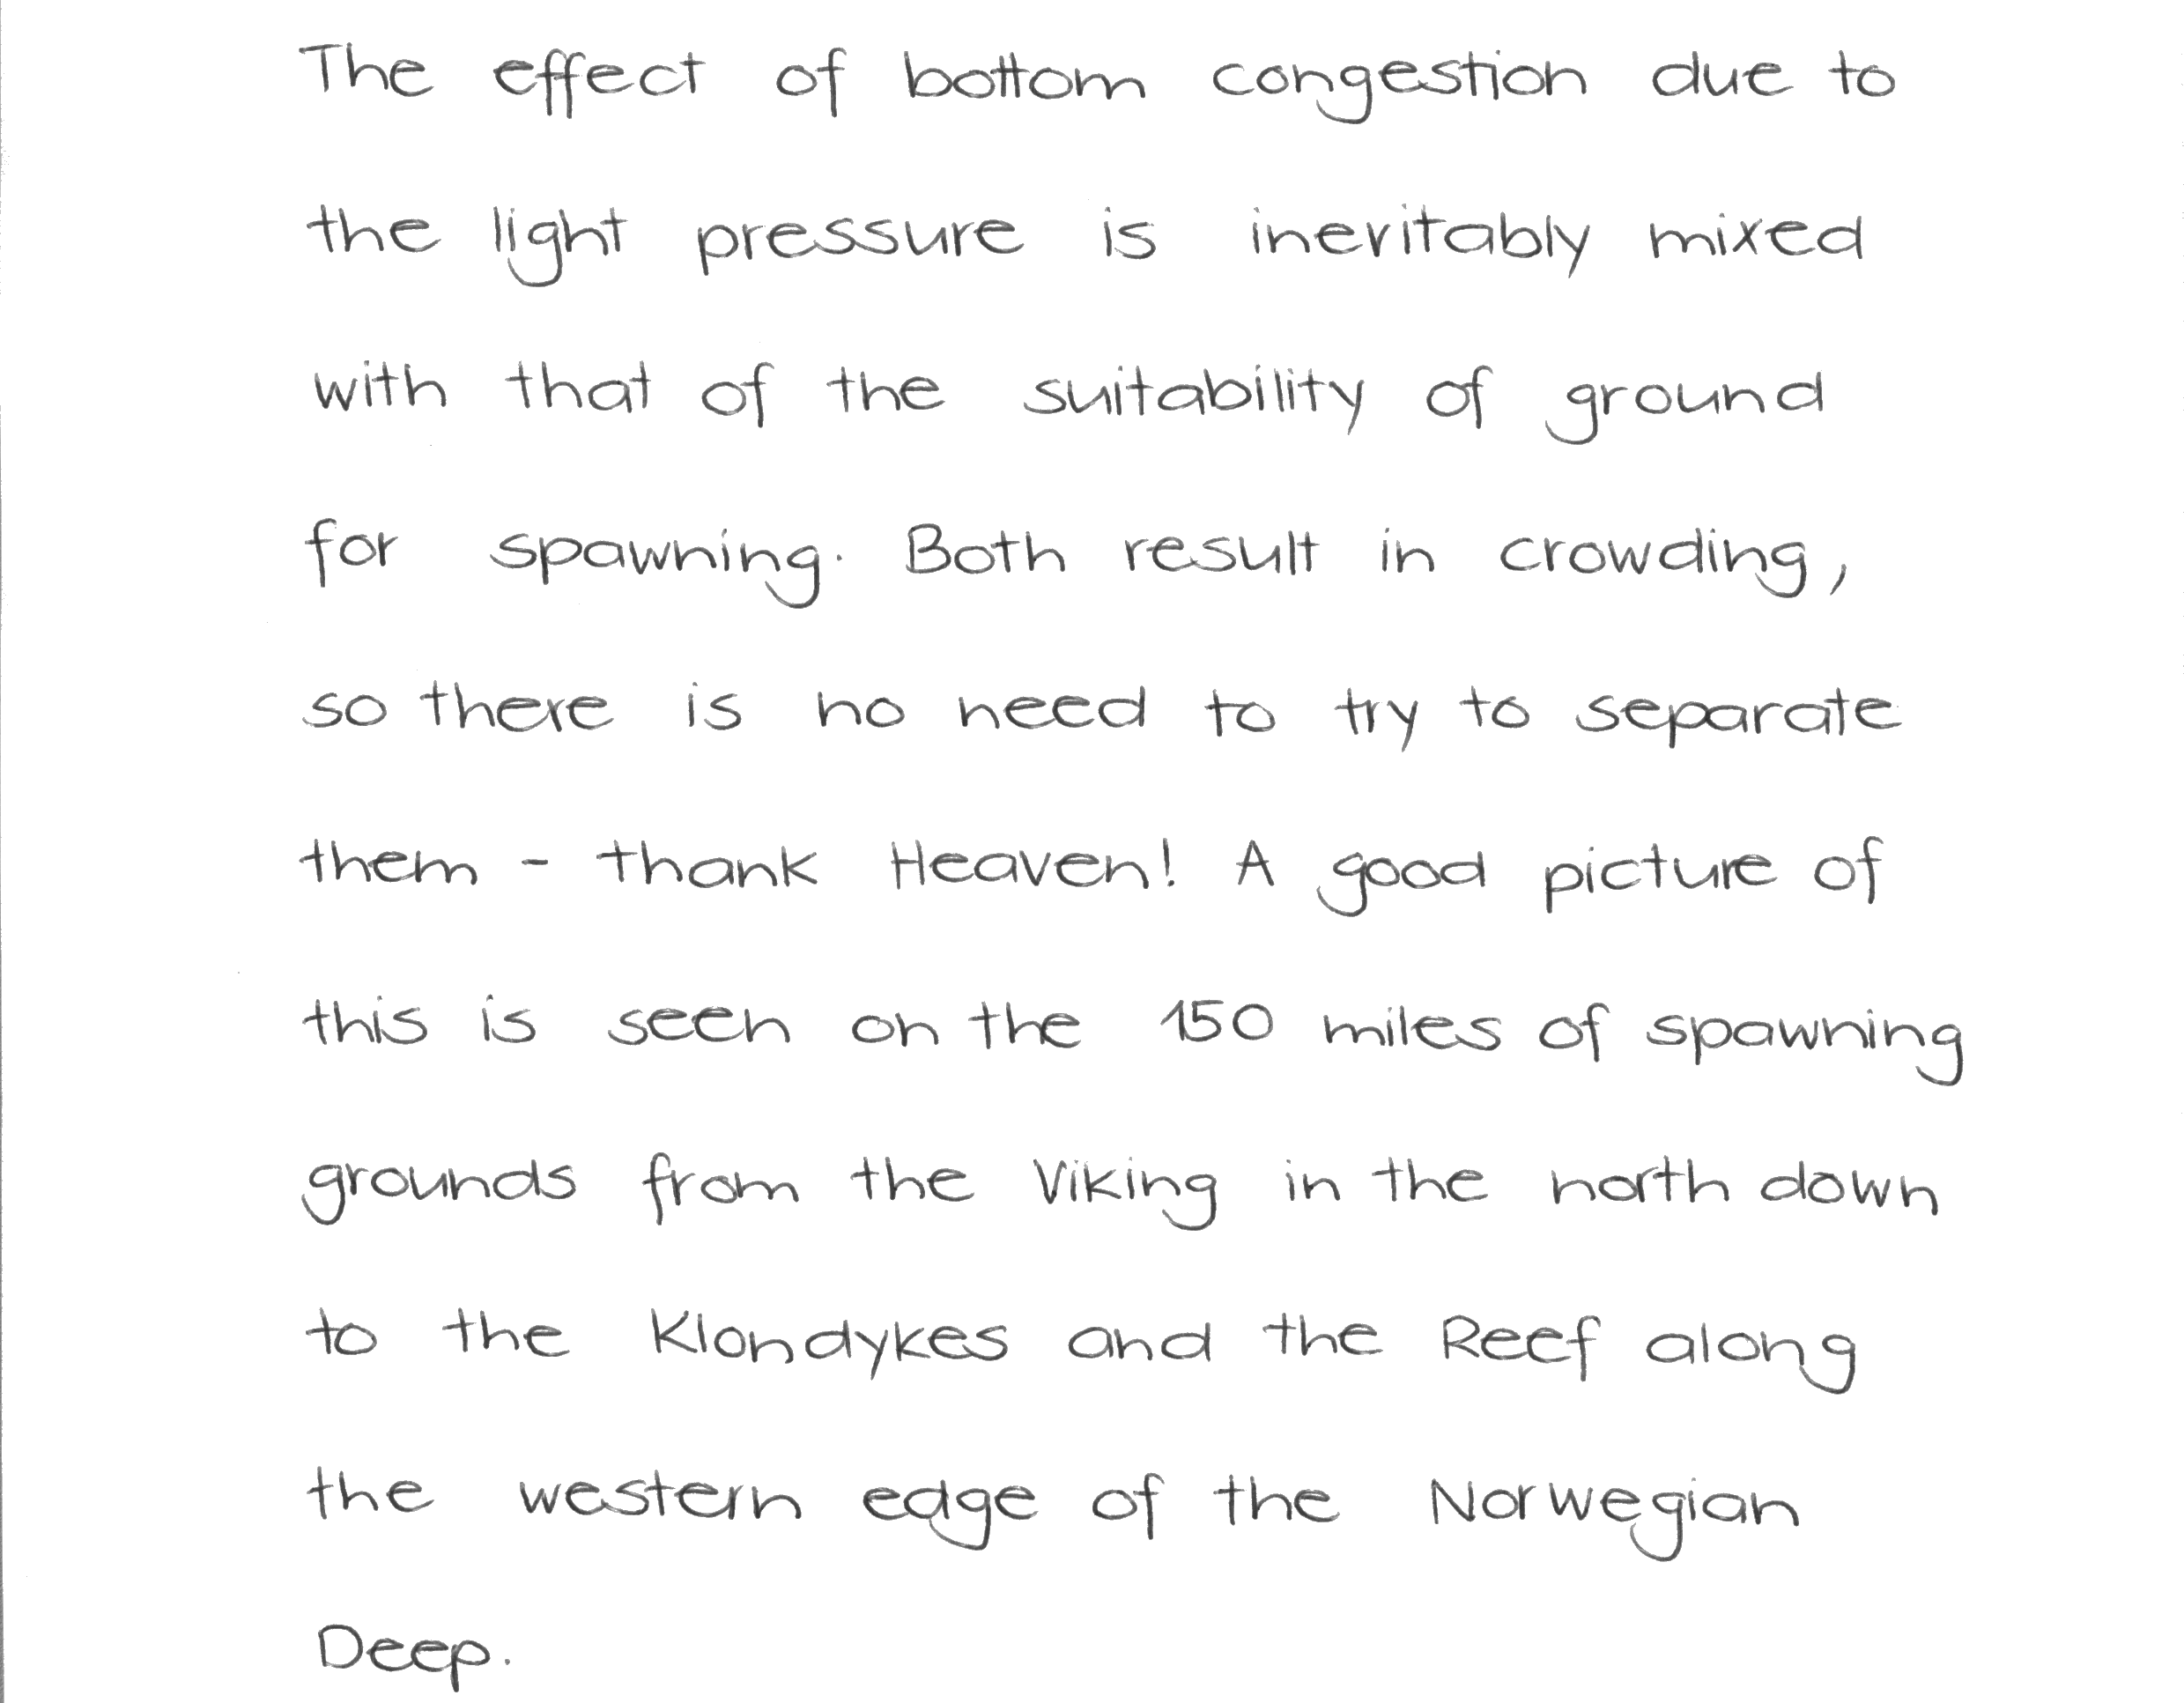 The effect of bottom congestion due to
the light pressure is inevitably mixed
with that of the suitability of ground
for spawning. Both result in crowding,
so there is no need to try to separate
them - thank Heaven! A good picture of
this is seen on the 150 miles of spawning
grounds from the Viking in the north down
to the Klondykes and the Reef along
the western edge of the Norwegian
Deep.